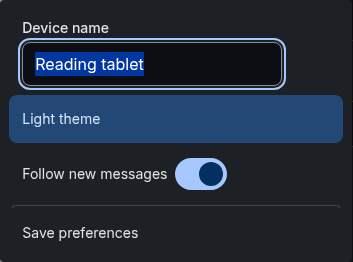 Device name
Reading tablet
Light theme
Follow new messages
Save preferences